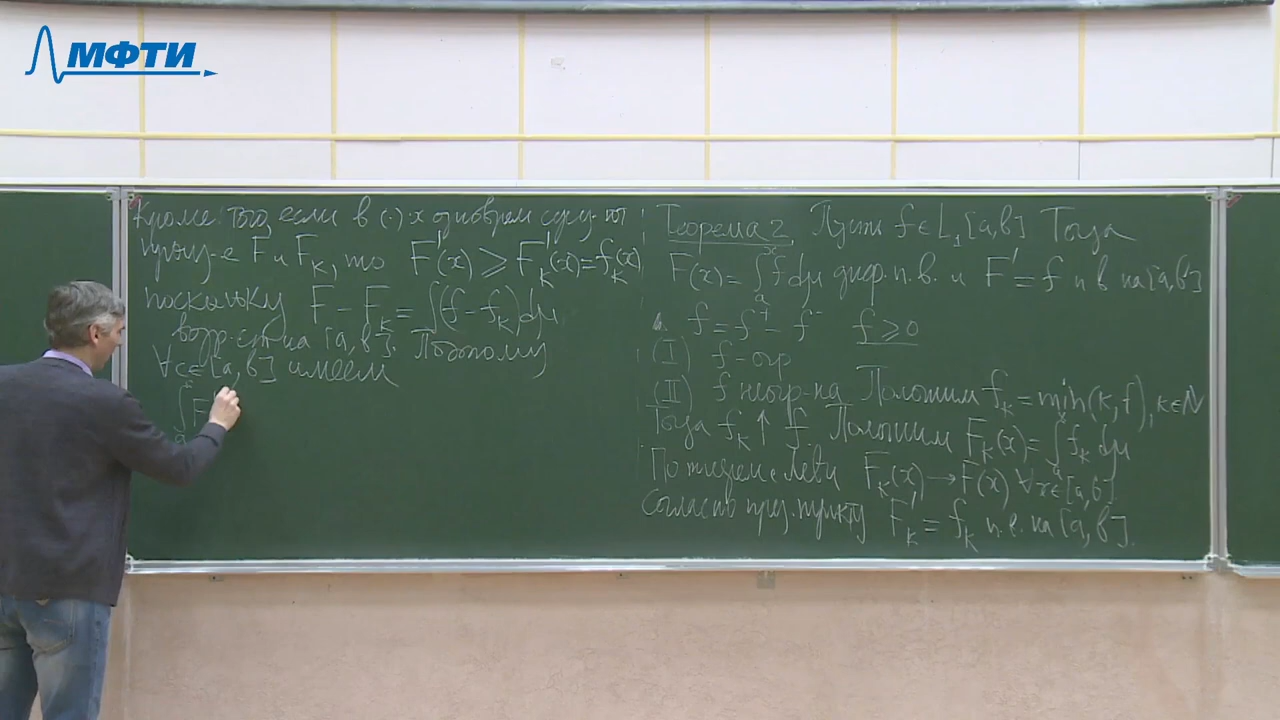 МФТИ
Кроме того, если в (·) x одноврем. сущ-ют
произв-е F и F_k, то F'(x) ⩾ F'_k(x) = f_k(x)
поскольку F - F_k = ∫(f - f_k)dμ
возр-ет на [a, b]. Поэтому
∀c∈[a, b] имеем
∫ F
a
Теорема 2. Пусть f ∈ L_1[a, b] Тогда
F(x) = ∫_a^x f dμ диф. п.в. и F' = f п в на [a, b]
f = f^+ - f^- f ⩾ 0
(I) f - огр
(II) f неогр-на Положим f_k = min(k, f), k∈N
Тогда f_k ↑ f. Положим F_k(x) = ∫_a^x f_k dμ
По теореме Леви F_k(x) → F(x) ∀x∈[a, b]
Согласно пред. пункту F'_k = f_k п.в. на [a, b].